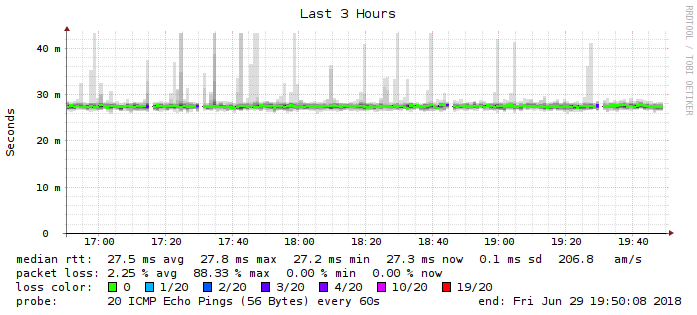 Last 3 Hours
RRDTOOL / TOBI OETIKER
Seconds
40 m
30 m
20 m
10 m
0
17:00 17:20 17:40 18:00 18:20 18:40 19:00 19:20 19:40
median rtt: 27.5 ms avg 27.8 ms max 27.2 ms min 27.3 ms now 0.1 ms sd 206.8 am/s
packet loss: 2.25 % avg 88.33 % max 0.00 % min 0.00 % now
loss color: 0 1/20 2/20 3/20 4/20 10/20 19/20
probe: 20 ICMP Echo Pings (56 Bytes) every 60s end: Fri Jun 29 19:50:08 2018